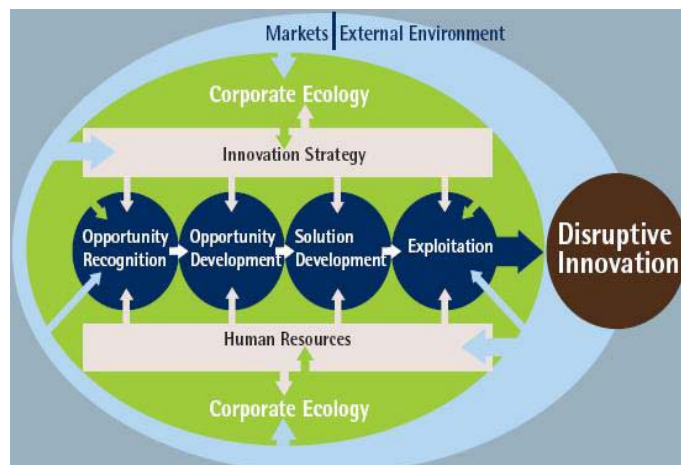 Markets | External Environment
Corporate Ecology
Innovation Strategy
Opportunity
Recognition
Opportunity
Development
Solution
Development
Exploitation
Disruptive
Innovation
Human Resources
Corporate Ecology